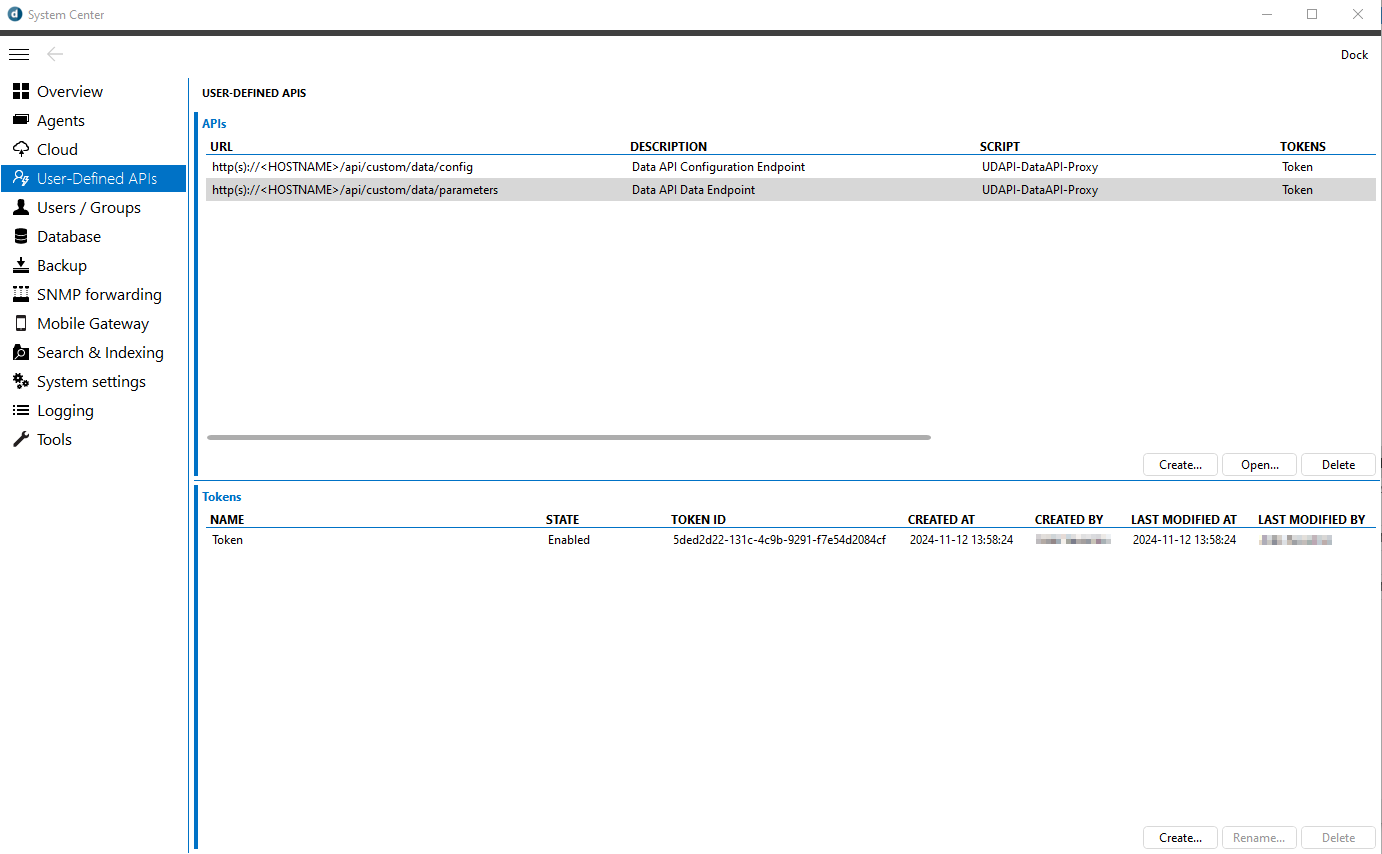 System Center
Dock
Overview
Agents
Cloud
User-Defined APIs
Users / Groups
Database
Backup
SNMP forwarding
Mobile Gateway
Search & Indexing
System settings
Logging
Tools
USER-DEFINED APIS
APIs
URL DESCRIPTION SCRIPT TOKENS
http(s)://<HOSTNAME>/api/custom/data/config Data API Configuration Endpoint UDAPI-DataAPI-Proxy Token
http(s)://<HOSTNAME>/api/custom/data/parameters Data API Data Endpoint UDAPI-DataAPI-Proxy Token
Create... Open... Delete
Tokens
NAME STATE TOKEN ID CREATED AT CREATED BY LAST MODIFIED AT LAST MODIFIED BY
Token Enabled 5ded2d22-131c-4c9b-9291-f7e54d2084cf 2024-11-12 13:58:24 2024-11-12 13:58:24
Create... Rename... Delete